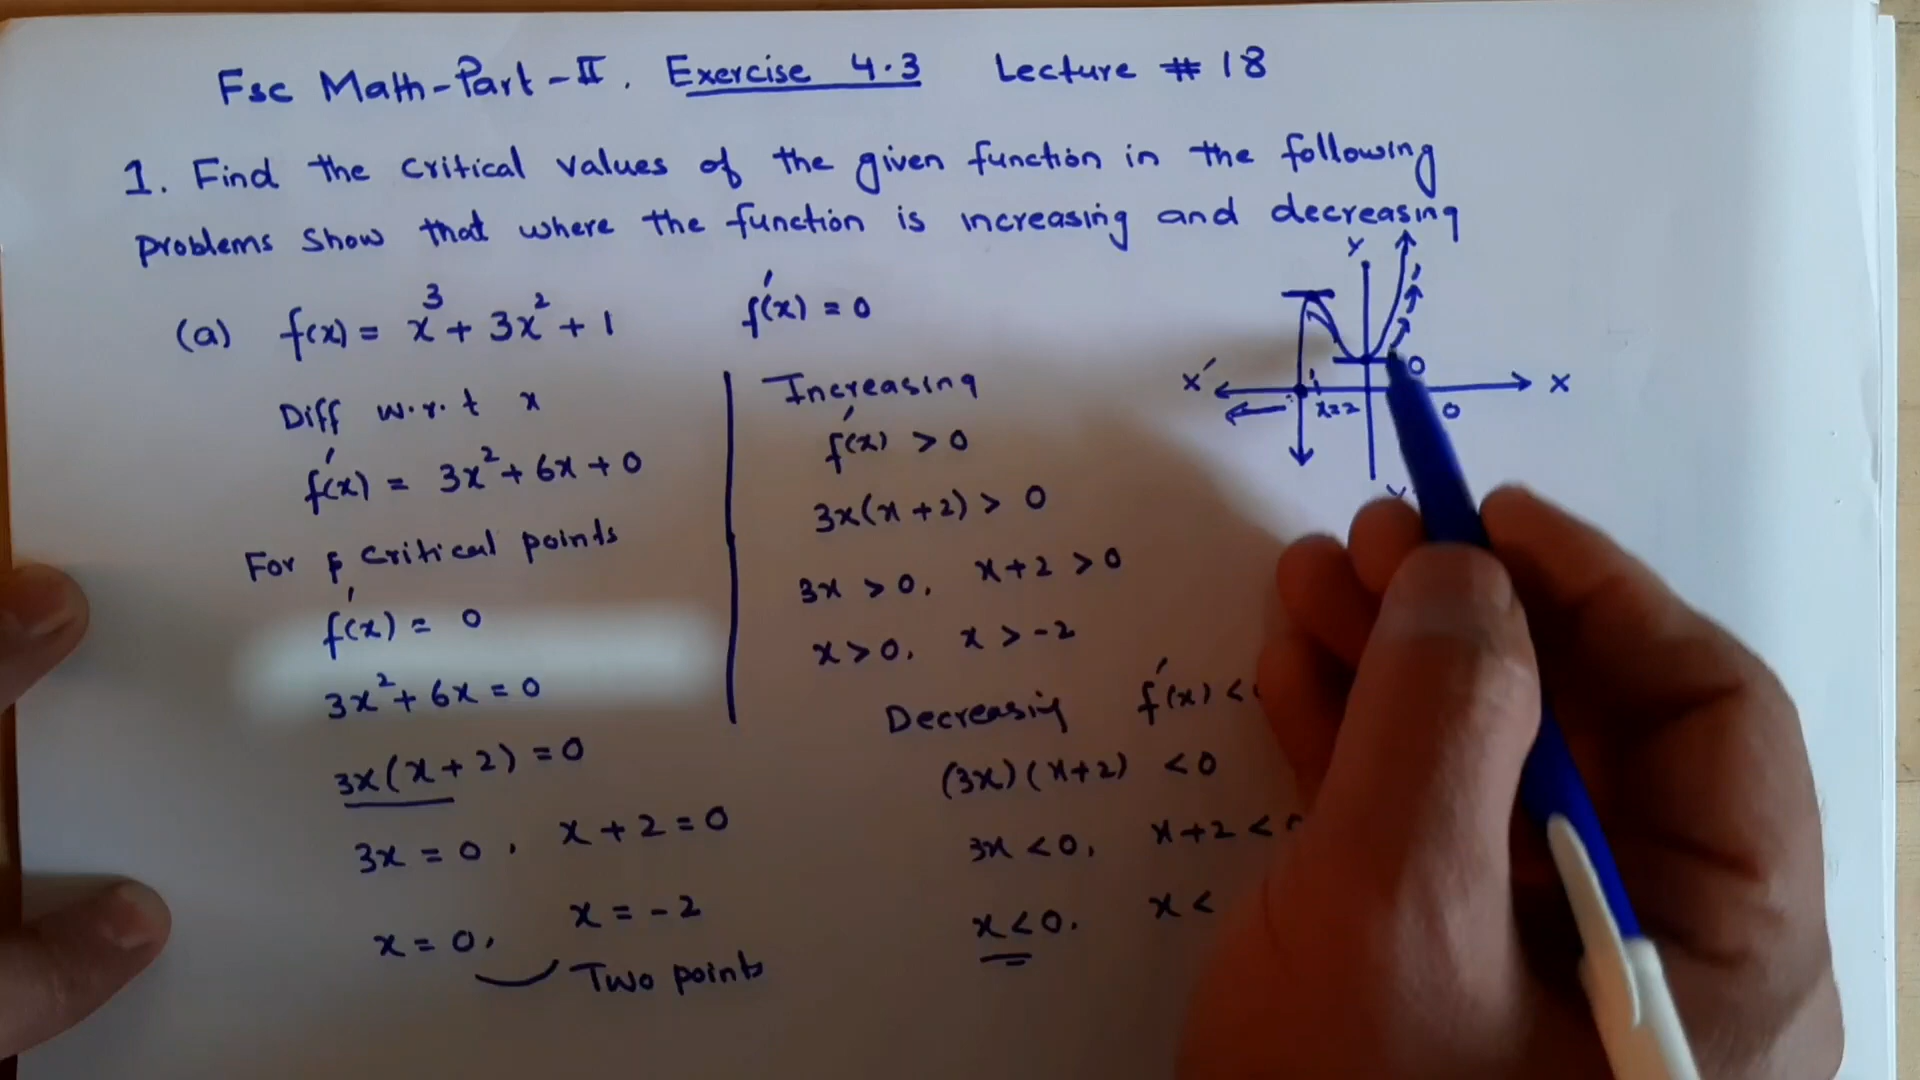 Fsc Math-Part-II. Exercise 4.3 Lecture # 18
1. Find the critical values of the given function in the following
problems show that where the function is increasing and decreasing
(a) f(x) = x³ + 3x² + 1
Diff w.r.t x
f'(x) = 3x² + 6x + 0
For critical points
f'(x) = 0
3x² + 6x = 0
3x(x + 2) = 0
3x = 0, x + 2 = 0
x = 0, x = -2
Two points
f'(x) = 0
Increasing
f'(x) > 0
3x(x + 2) > 0
3x > 0, x + 2 > 0
x > 0, x > -2
Decreasing f'(x) <
(3x)(x+2) < 0
3x < 0, x + 2 <
x < 0, x <
Y
X' X
0
0